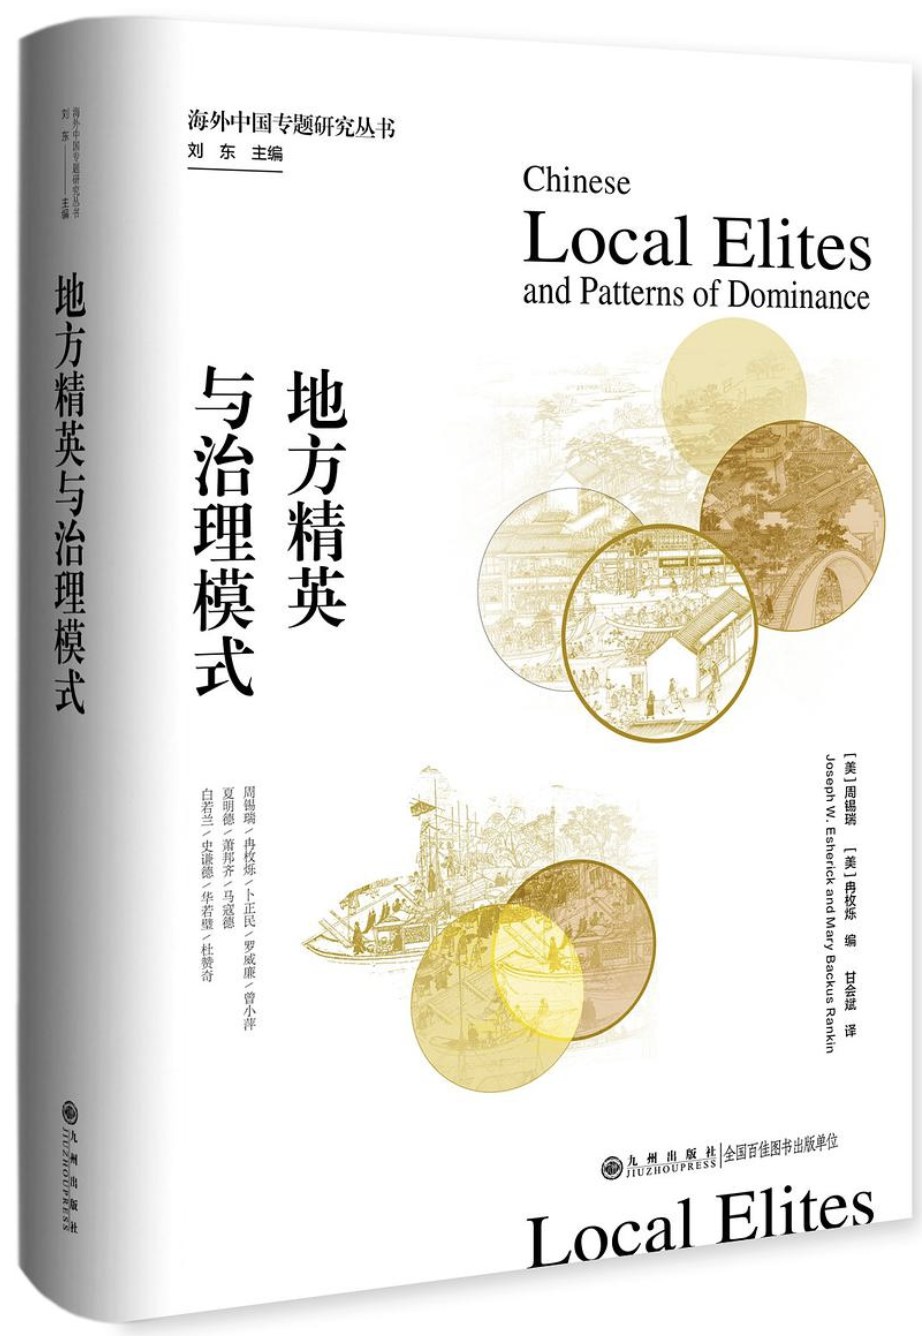 海外中国专题研究丛书
刘 东 主编
海外中国专题研究丛书
刘 东 主编
地方精英与治理模式
九州出版社
JIUZHOUPRESS
Chinese
Local Elites
and Patterns of Dominance
地方精英
与治理模式
[美]周锡瑞 [美]冉枚烁 编 甘会斌 译
Joseph W. Esherick and Mary Backus Rankin
周锡瑞/冉枚烁/卜正民/罗威廉/曾小萍
夏明德/萧邦齐/马寇德
白若兰/史谦德/华若璧/杜赞奇
九州出版社
JIUZHOUPRESS
全国百佳图书出版单位
Local Elites